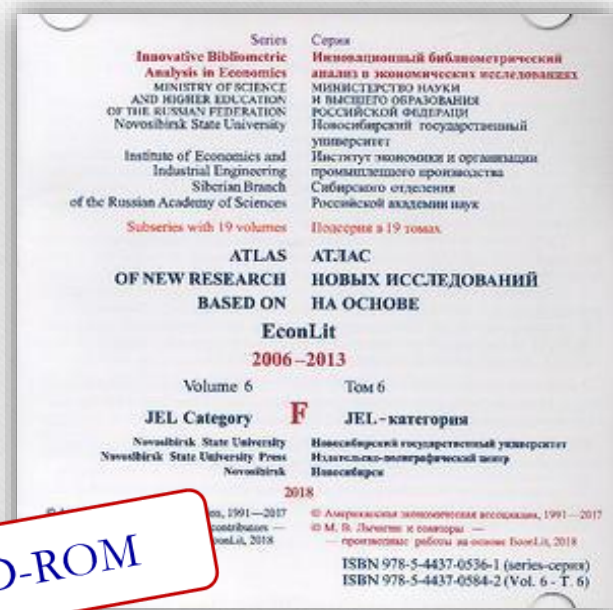 Series Серия
Innovative Bibliometric Инновационный библиометрический
Analysis in Economics анализ в экономических исследованиях
MINISTRY OF SCIENCE МИНИСТЕРСТВО НАУКИ
AND HIGHER EDUCATION И ВЫСШЕГО ОБРАЗОВАНИЯ
OF THE RUSSIAN FEDERATION РОССИЙСКОЙ ФЕДЕРАЦИИ
Novosibirsk State University Новосибирский государственный
университет
Institute of Economics and Институт экономики и организации
Industrial Engineering промышленного производства
Siberian Branch Сибирского отделения
of the Russian Academy of Sciences Российской академии наук
Subseries with 19 volumes Подсерия в 19 томах
ATLAS АТЛАС
OF NEW RESEARCH НОВЫХ ИССЛЕДОВАНИЙ
BASED ON НА ОСНОВЕ
EconLit
2006–2013
Volume 6 Том 6
JEL Category F JEL-категория
Novosibirsk State University Новосибирский государственный университет
Novosibirsk State University Press Издательско-полиграфический центр
Novosibirsk Новосибирск
2018
1991—2017 © Американская экономическая ассоциация, 1991—2017
contributors — © М. В. Лычагин и соавторы —
2018 — производные работы на основе EconLit, 2018
D-ROM
ISBN 978-5-4437-0536-1 (series-серия)
ISBN 978-5-4437-0584-2 (Vol. 6 - Т. 6)